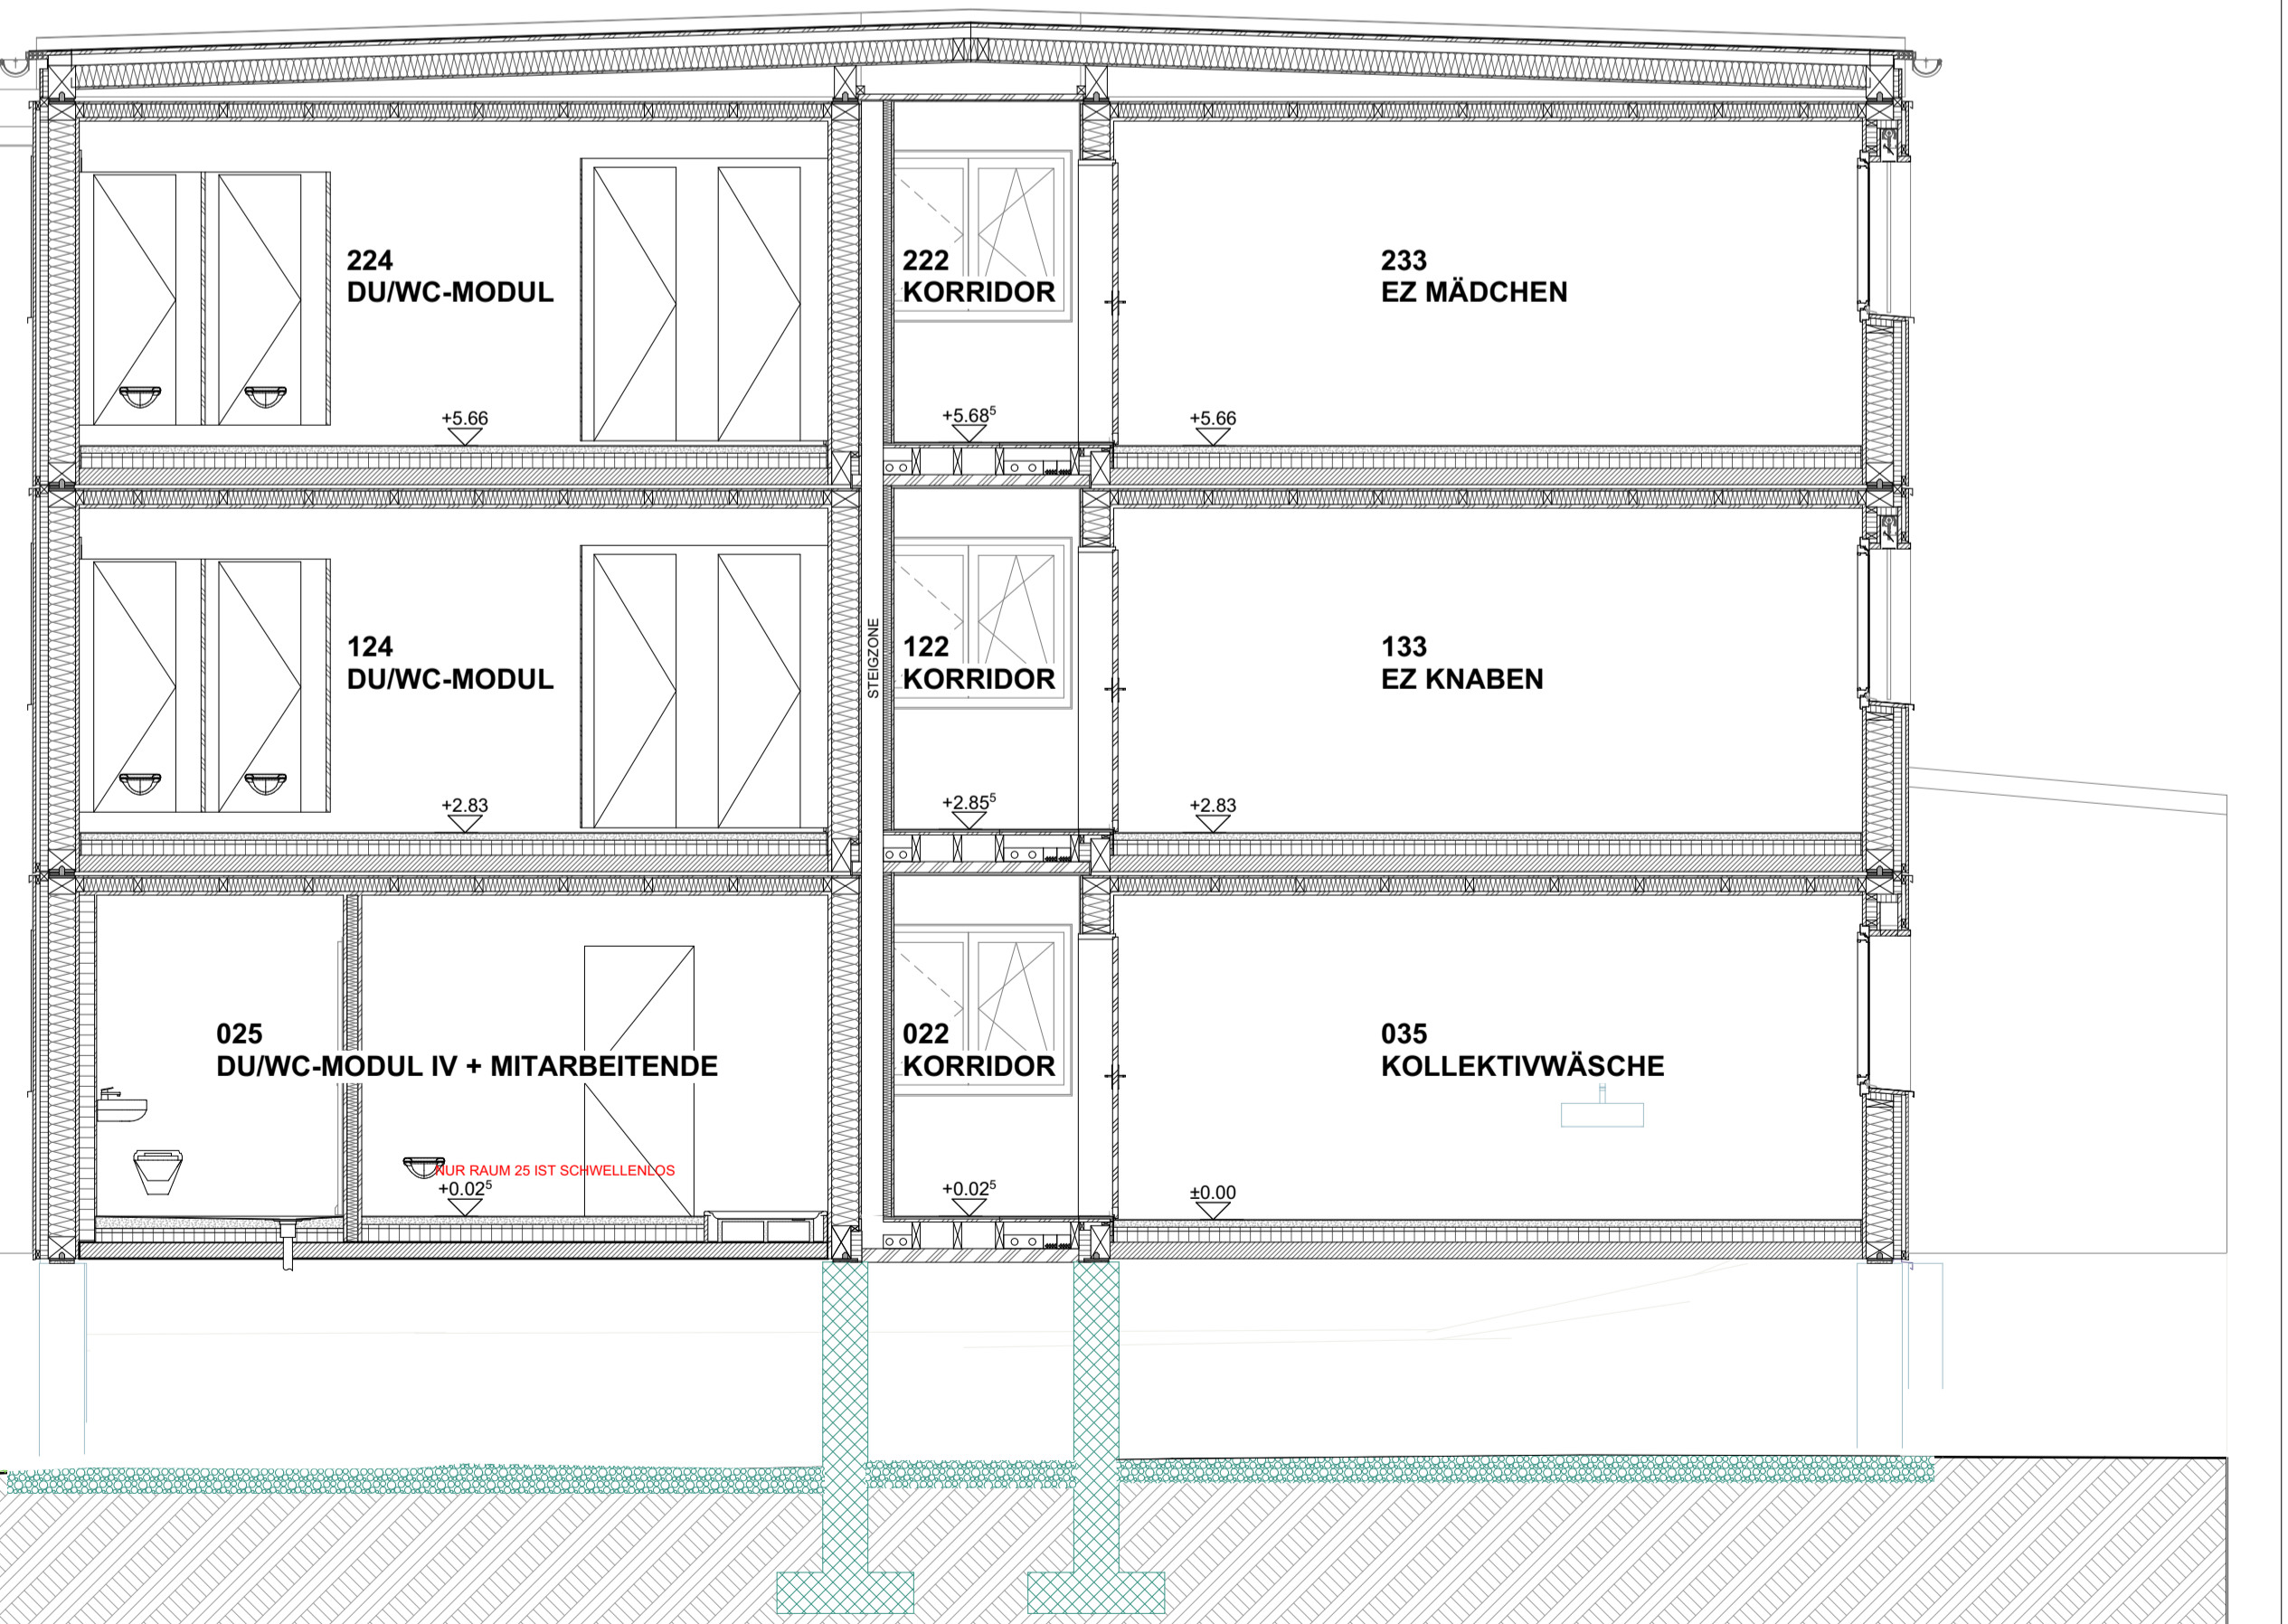 224
DU/WC-MODUL
222
KORRIDOR
233
EZ MÄDCHEN
+5.66
+5.68⁵
+5.66
124
DU/WC-MODUL
STEIGZONE
122
KORRIDOR
133
EZ KNABEN
+2.83
+2.85⁵
+2.83
025
DU/WC-MODUL IV + MITARBEITENDE
022
KORRIDOR
035
KOLLEKTIVWÄSCHE
NUR RAUM 25 IST SCHWELLENLOS
+0.02⁵
+0.02⁵
±0.00